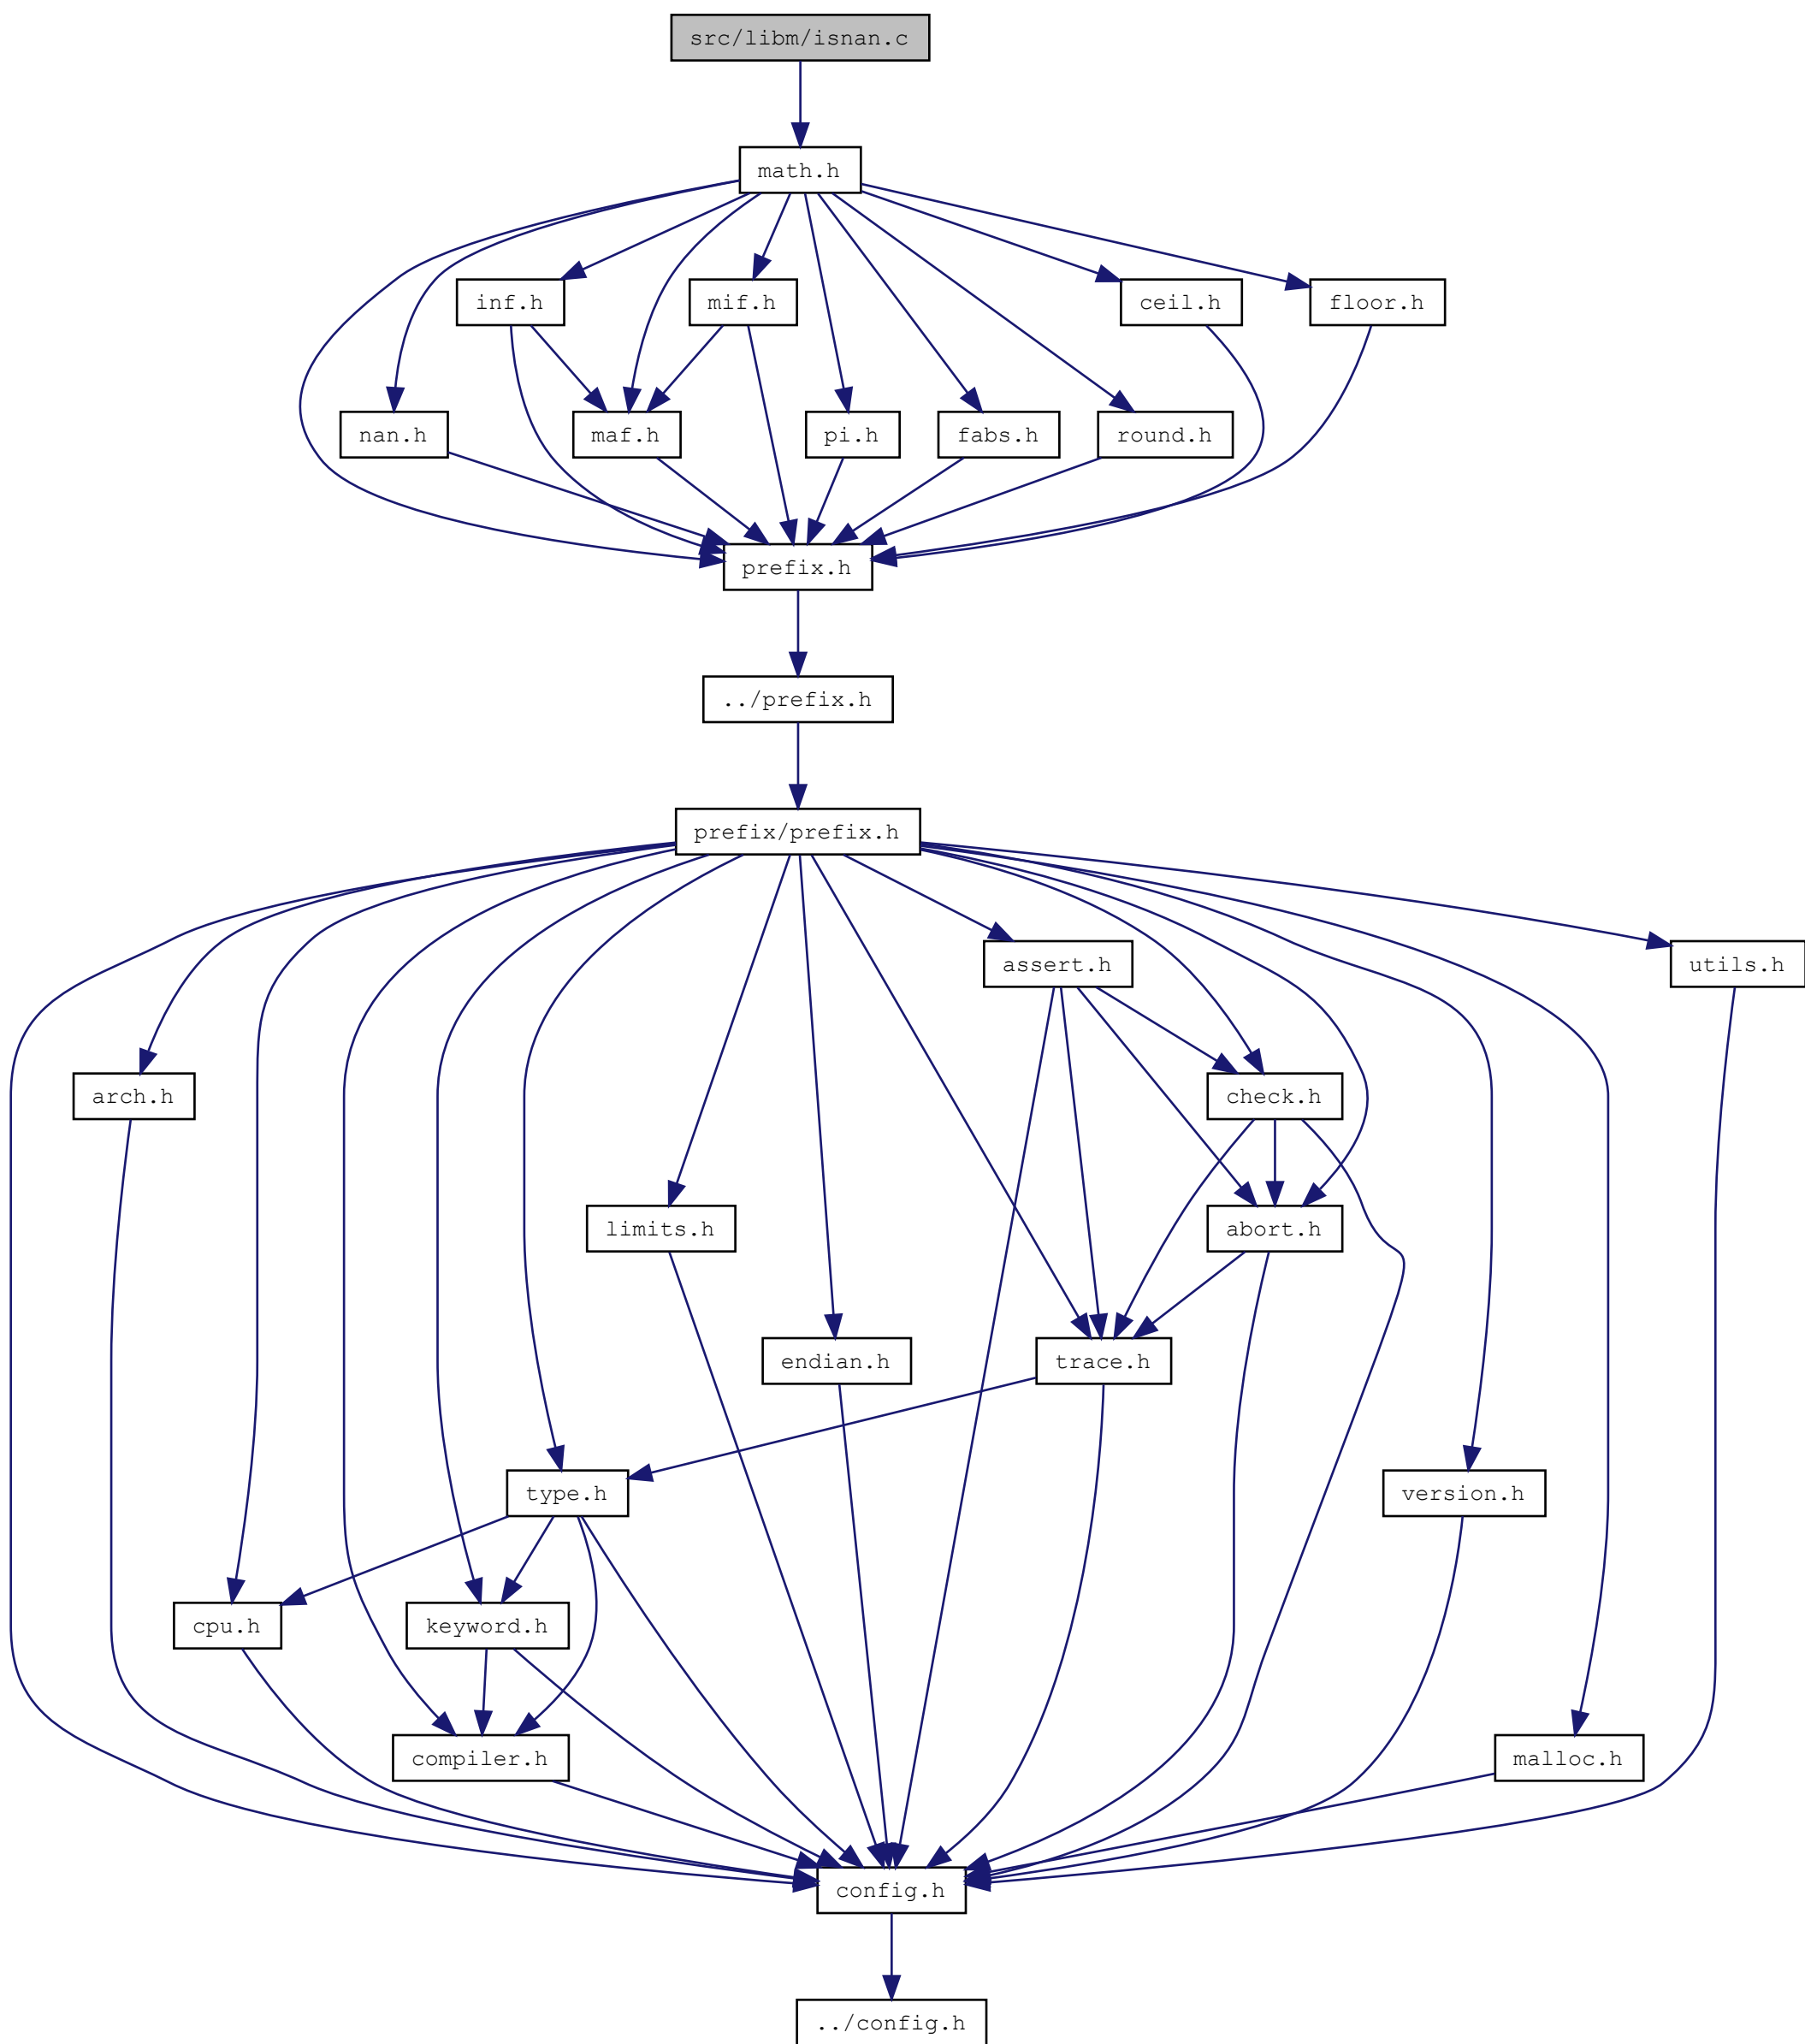 src/libm/isnan.c
math.h
inf.h
mif.h
ceil.h
floor.h
nan.h
maf.h
pi.h
fabs.h
round.h
prefix.h
../prefix.h
prefix/prefix.h
assert.h
utils.h
arch.h
check.h
limits.h
abort.h
endian.h
trace.h
type.h
version.h
cpu.h
keyword.h
compiler.h
malloc.h
config.h
../config.h